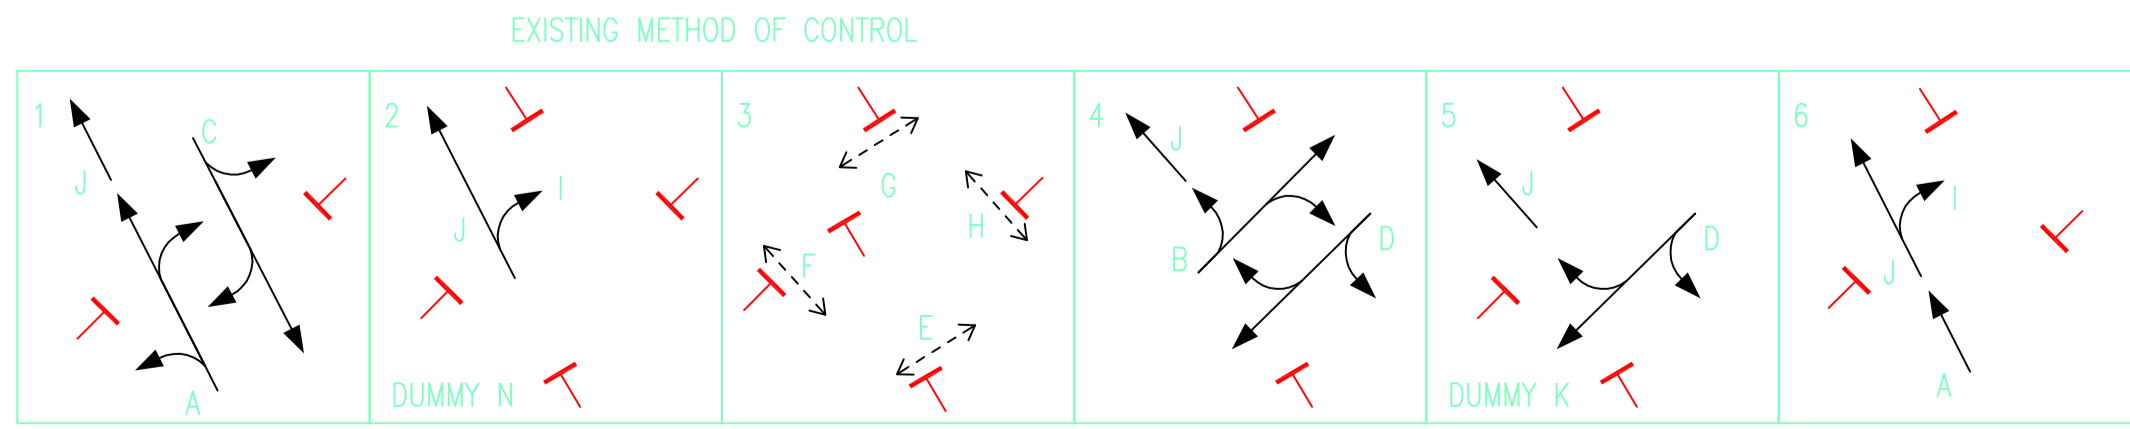 EXISTING METHOD OF CONTROL
1
C
J
A
2
I
J
DUMMY N
3
G
H
F
E
4
J
D
B
5
J
D
DUMMY K
6
I
J
A